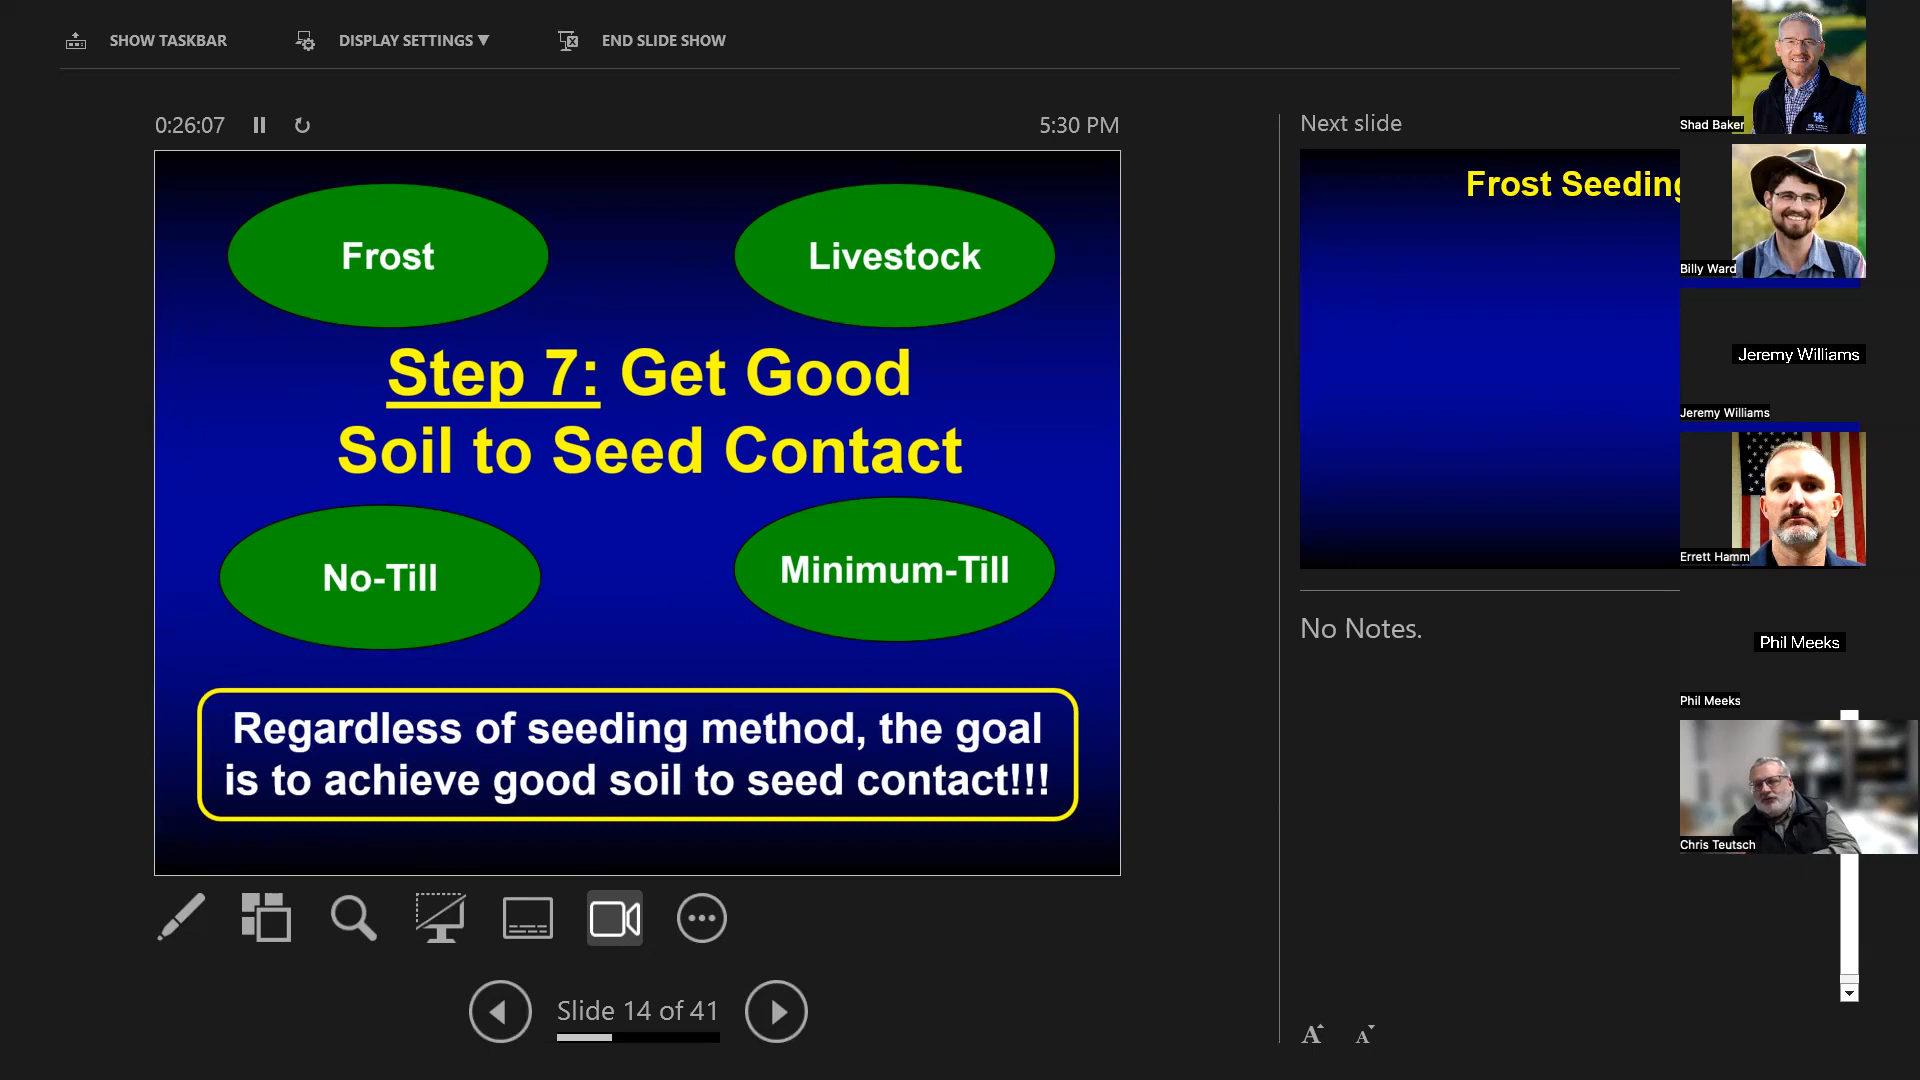 SHOW TASKBAR
DISPLAY SETTINGS ▼
END SLIDE SHOW
0:26:07
5:30 PM
Frost
Livestock
Step 7: Get Good
Soil to Seed Contact
No-Till
Minimum-Till
Regardless of seeding method, the goal
is to achieve good soil to seed contact!!!
Slide 14 of 41
Next slide
Frost Seeding
No Notes.
A A
Shad Baker
Billy Ward
Jeremy Williams
Jeremy Williams
Errett Hamm
Phil Meeks
Phil Meeks
Chris Teutsch